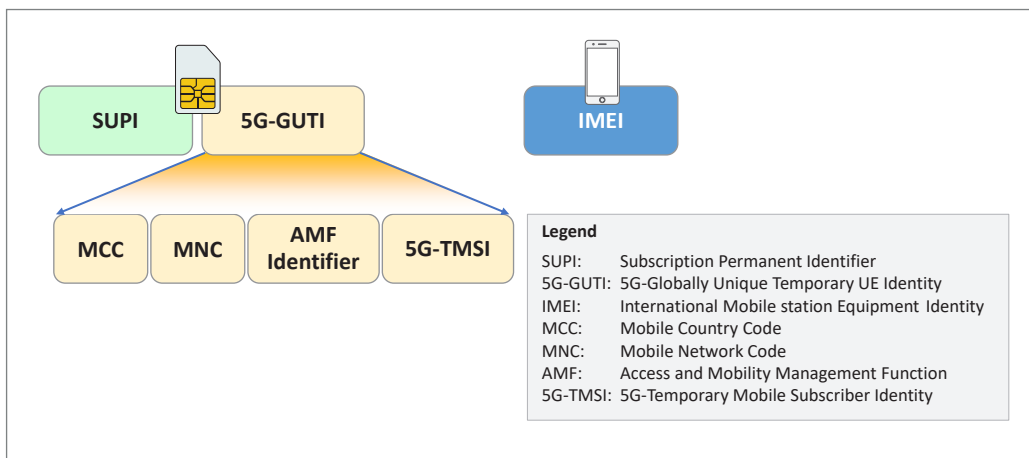 SUPI
5G-GUTI
IMEI
MCC
MNC
AMF
Identifier
5G-TMSI
Legend
SUPI: Subscription Permanent Identifier
5G-GUTI: 5G-Globally Unique Temporary UE Identity
IMEI: International Mobile station Equipment Identity
MCC: Mobile Country Code
MNC: Mobile Network Code
AMF: Access and Mobility Management Function
5G-TMSI: 5G-Temporary Mobile Subscriber Identity